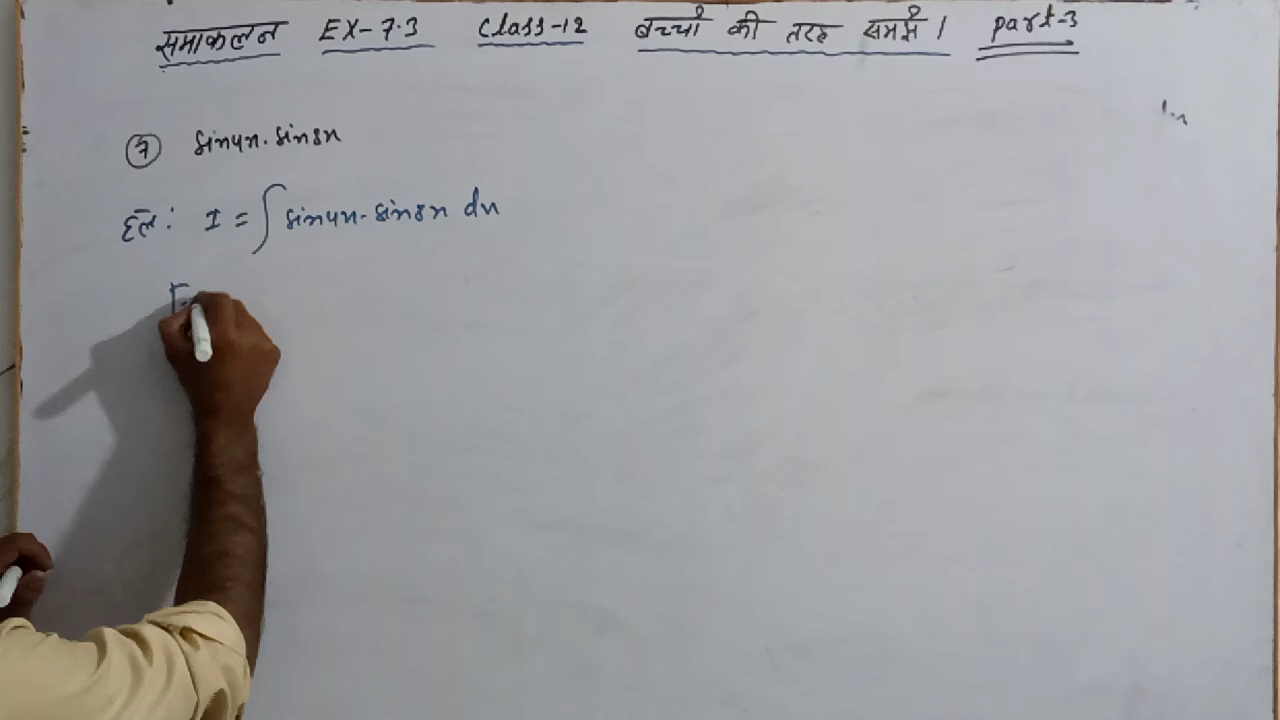 समाकलन EX-7.3 Class-12 बच्चों की तरह समझें। part-3
(7) sin4x.sin8x
हल: I = ∫ sin4x.sin8x dx